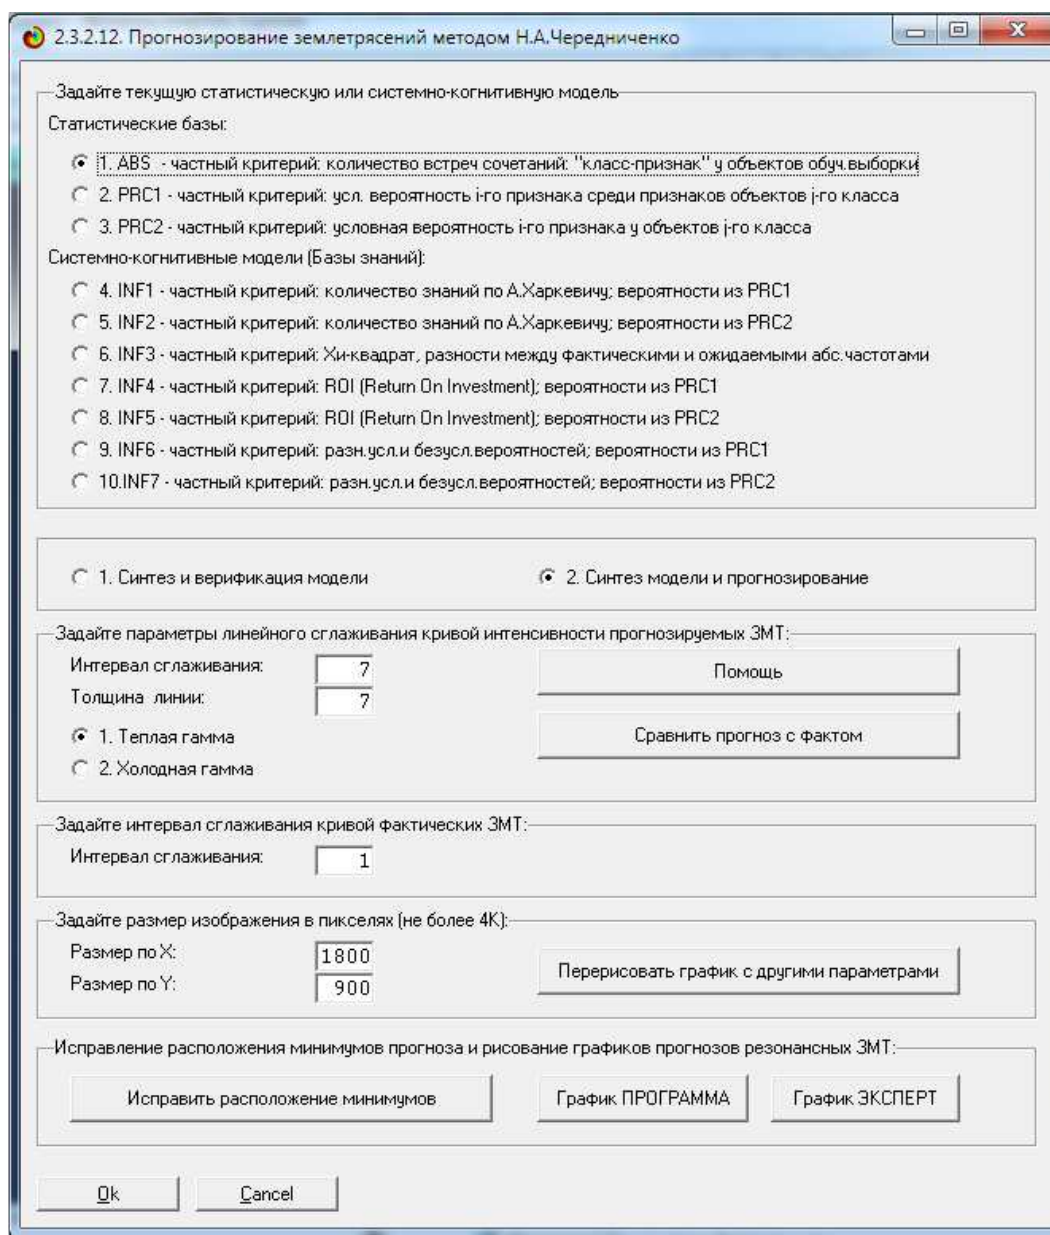 2.3.2.12. Прогнозирование землетрясений методом Н.А.Чередниченко
Задайте текущую статистическую или системно-когнитивную модель
Статистические базы:
1. ABS - частный критерий: количество встреч сочетаний: "класс-признак" у объектов обуч.выборки
2. PRC1 - частный критерий: усл. вероятность i-го признака среди признаков объектов j-го класса
3. PRC2 - частный критерий: условная вероятность i-го признака у объектов j-го класса
Системно-когнитивные модели (Базы знаний):
4. INF1 - частный критерий: количество знаний по А.Харкевичу; вероятности из PRC1
5. INF2 - частный критерий: количество знаний по А.Харкевичу; вероятности из PRC2
6. INF3 - частный критерий: Хи-квадрат, разности между фактическими и ожидаемыми абс.частотами
7. INF4 - частный критерий: ROI (Return On Investment); вероятности из PRC1
8. INF5 - частный критерий: ROI (Return On Investment); вероятности из PRC2
9. INF6 - частный критерий: разн.усл.и безусл.вероятностей; вероятности из PRC1
10.INF7 - частный критерий: разн.усл.и безусл.вероятностей; вероятности из PRC2
1. Синтез и верификация модели
2. Синтез модели и прогнозирование
Задайте параметры линейного сглаживания кривой интенсивности прогнозируемых ЗМТ:
Интервал сглаживания: 7
Помощь
Толщина линии: 7
1. Теплая гамма
Сравнить прогноз с фактом
2. Холодная гамма
Задайте интервал сглаживания кривой фактических ЗМТ:
Интервал сглаживания: 1
Задайте размер изображения в пикселях (не более 4K):
Размер по X: 1800
Перерисовать график с другими параметрами
Размер по Y: 900
Исправление расположения минимумов прогноза и рисование графиков прогнозов резонансных ЗМТ:
Исправить расположение минимумов
График ПРОГРАММА
График ЭКСПЕРТ
Ok
Cancel